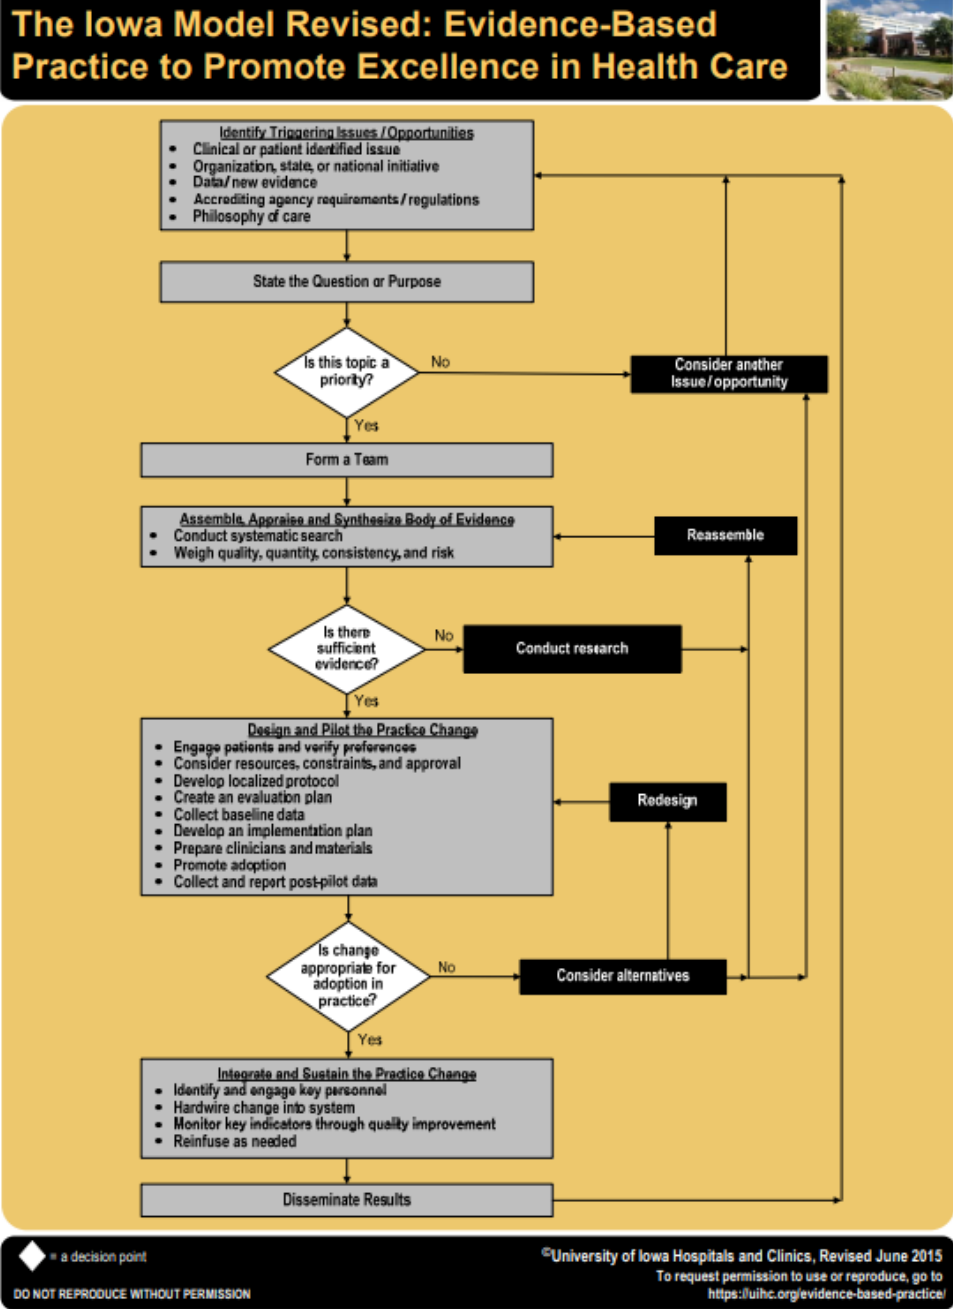 The Iowa Model Revised: Evidence-Based
Practice to Promote Excellence in Health Care
Identify Triggering Issues / Opportunities
• Clinical or patient identified issue
• Organization, state, or national initiative
• Data / new evidence
• Accrediting agency requirements / regulations
• Philosophy of care
State the Question or Purpose
Is this topic a
priority?
No
Consider another
Issue / opportunity
Yes
Form a Team
Assemble, Appraise and Synthesize Body of Evidence
• Conduct systematic search
• Weigh quality, quantity, consistency, and risk
Reassemble
Is there
sufficient
evidence?
No
Conduct research
Yes
Design and Pilot the Practice Change
• Engage patients and verify preferences
• Consider resources, constraints, and approval
• Develop localized protocol
• Create an evaluation plan
• Collect baseline data
• Develop an implementation plan
• Prepare clinicians and materials
• Promote adoption
• Collect and report post-pilot data
Redesign
Is change
appropriate for
adoption in
practice?
No
Consider alternatives
Yes
Integrate and Sustain the Practice Change
• Identify and engage key personnel
• Hardwire change into system
• Monitor key indicators through quality improvement
• Reinfuse as needed
Disseminate Results
= a decision point
©University of Iowa Hospitals and Clinics, Revised June 2015
To request permission to use or reproduce, go to
https://uihc.org/evidence-based-practice/
DO NOT REPRODUCE WITHOUT PERMISSION